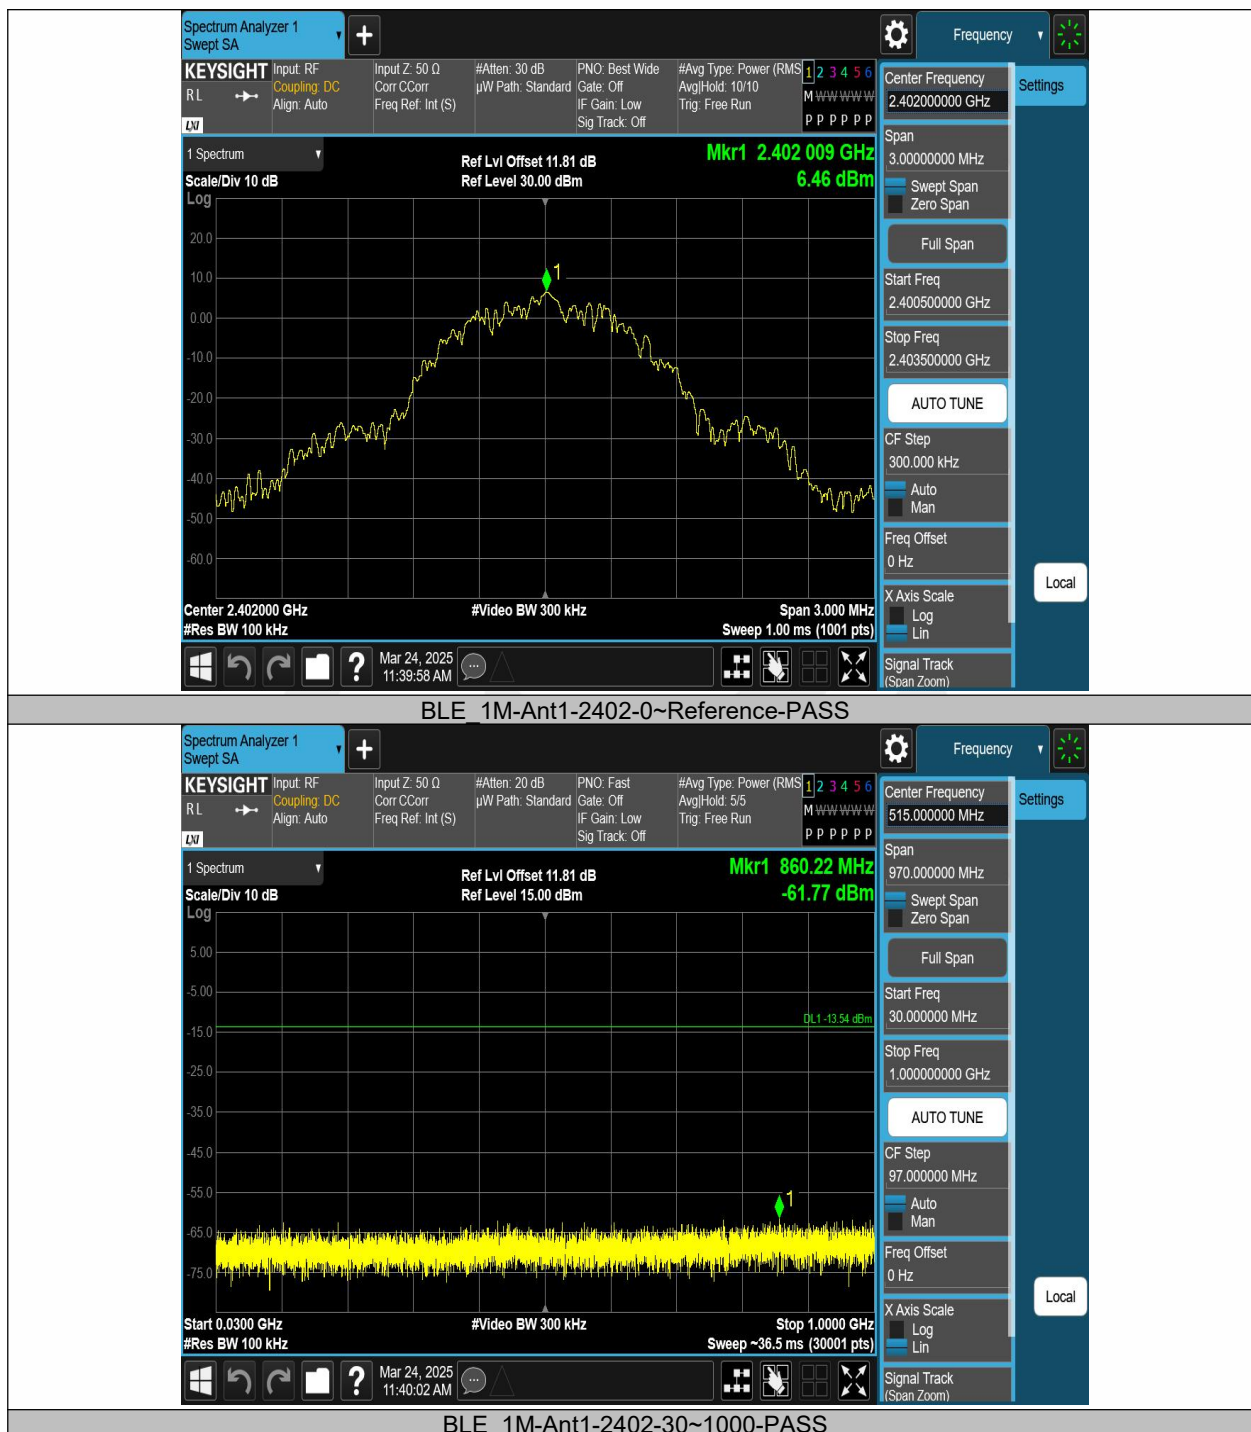 Spectrum Analyzer 1
Swept SA
Frequency
KEYSIGHT
RL
LXI
Input: RF
Coupling: DC
Align: Auto
Input Z: 50 Ω
Corr CCorr
Freq Ref: Int (S)
#Atten: 30 dB
µW Path: Standard
PNO: Best Wide
Gate: Off
IF Gain: Low
Sig Track: Off
#Avg Type: Power (RMS
Avg|Hold: 10/10
Trig: Free Run
1 2 3 4 5 6
M W W W W W
P P P P P P
Center Frequency
2.402000000 GHz
Settings
1 Spectrum
Scale/Div 10 dB
Log
Ref Lvl Offset 11.81 dB
Ref Level 30.00 dBm
Mkr1 2.402 009 GHz
6.46 dBm
Span
3.00000000 MHz
Swept Span
Zero Span
Full Span
Start Freq
2.400500000 GHz
Stop Freq
2.403500000 GHz
AUTO TUNE
CF Step
300.000 kHz
Auto
Man
Freq Offset
0 Hz
X Axis Scale
Log
Lin
Signal Track
(Span Zoom)
Local
20.0
10.0
0.00
-10.0
-20.0
-30.0
-40.0
-50.0
-60.0
1
Center 2.402000 GHz
#Res BW 100 kHz
#Video BW 300 kHz
Span 3.000 MHz
Sweep 1.00 ms (1001 pts)
Mar 24, 2025
11:39:58 AM
BLE_1M-Ant1-2402-0~Reference-PASS
Spectrum Analyzer 1
Swept SA
Frequency
KEYSIGHT
RL
LXI
Input: RF
Coupling: DC
Align: Auto
Input Z: 50 Ω
Corr CCorr
Freq Ref: Int (S)
#Atten: 20 dB
µW Path: Standard
PNO: Fast
Gate: Off
IF Gain: Low
Sig Track: Off
#Avg Type: Power (RMS
Avg|Hold: 5/5
Trig: Free Run
1 2 3 4 5 6
M W W W W W
P P P P P P
Center Frequency
515.000000 MHz
Settings
1 Spectrum
Scale/Div 10 dB
Log
Ref Lvl Offset 11.81 dB
Ref Level 15.00 dBm
Mkr1 860.22 MHz
-61.77 dBm
Span
970.000000 MHz
Swept Span
Zero Span
Full Span
Start Freq
30.000000 MHz
Stop Freq
1.000000000 GHz
AUTO TUNE
CF Step
97.000000 MHz
Auto
Man
Freq Offset
0 Hz
X Axis Scale
Log
Lin
Signal Track
(Span Zoom)
Local
5.00
-5.00
-15.0
-25.0
-35.0
-45.0
-55.0
-65.0
-75.0
DL1 -13.54 dBm
1
Start 0.0300 GHz
#Res BW 100 kHz
#Video BW 300 kHz
Stop 1.0000 GHz
Sweep ~36.5 ms (30001 pts)
Mar 24, 2025
11:40:02 AM
BLE_1M-Ant1-2402-30~1000-PASS